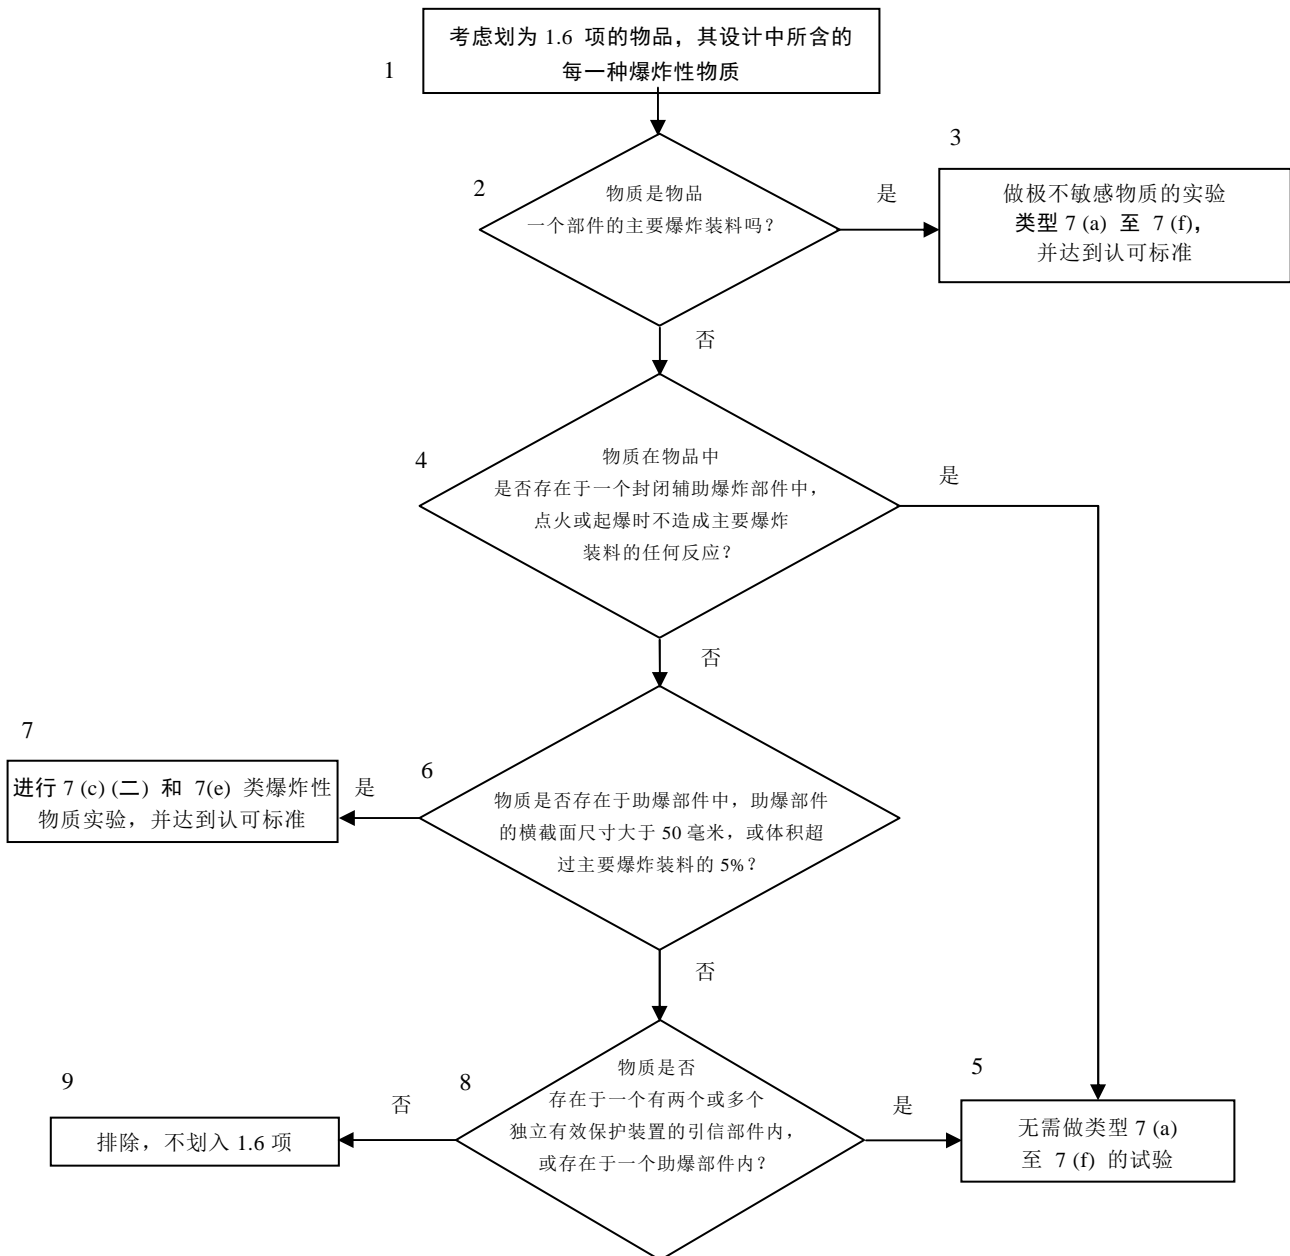 1
考虑划为 1.6 项的物品，其设计中所含的
每一种爆炸性物质
2
物质是物品
一个部件的主要爆炸装料吗？
是
3
做极不敏感物质的实验
类型 7 (a) 至 7 (f)，
并达到认可标准
否
4
物质在物品中
是否存在于一个封闭辅助爆炸部件中，
点火或起爆时不造成主要爆炸
装料的任何反应？
是
否
6
物质是否存在于助爆部件中，助爆部件
的横截面尺寸大于 50 毫米，或体积超
过主要爆炸装料的 5%？
是
7
进行 7 (c) (二) 和 7(e) 类爆炸性
物质实验，并达到认可标准
否
8
物质是否
存在于一个有两个或多个
独立有效保护装置的引信部件内，
或存在于一个助爆部件内？
否
9
排除，不划入 1.6 项
是
5
无需做类型 7 (a)
至 7 (f) 的试验